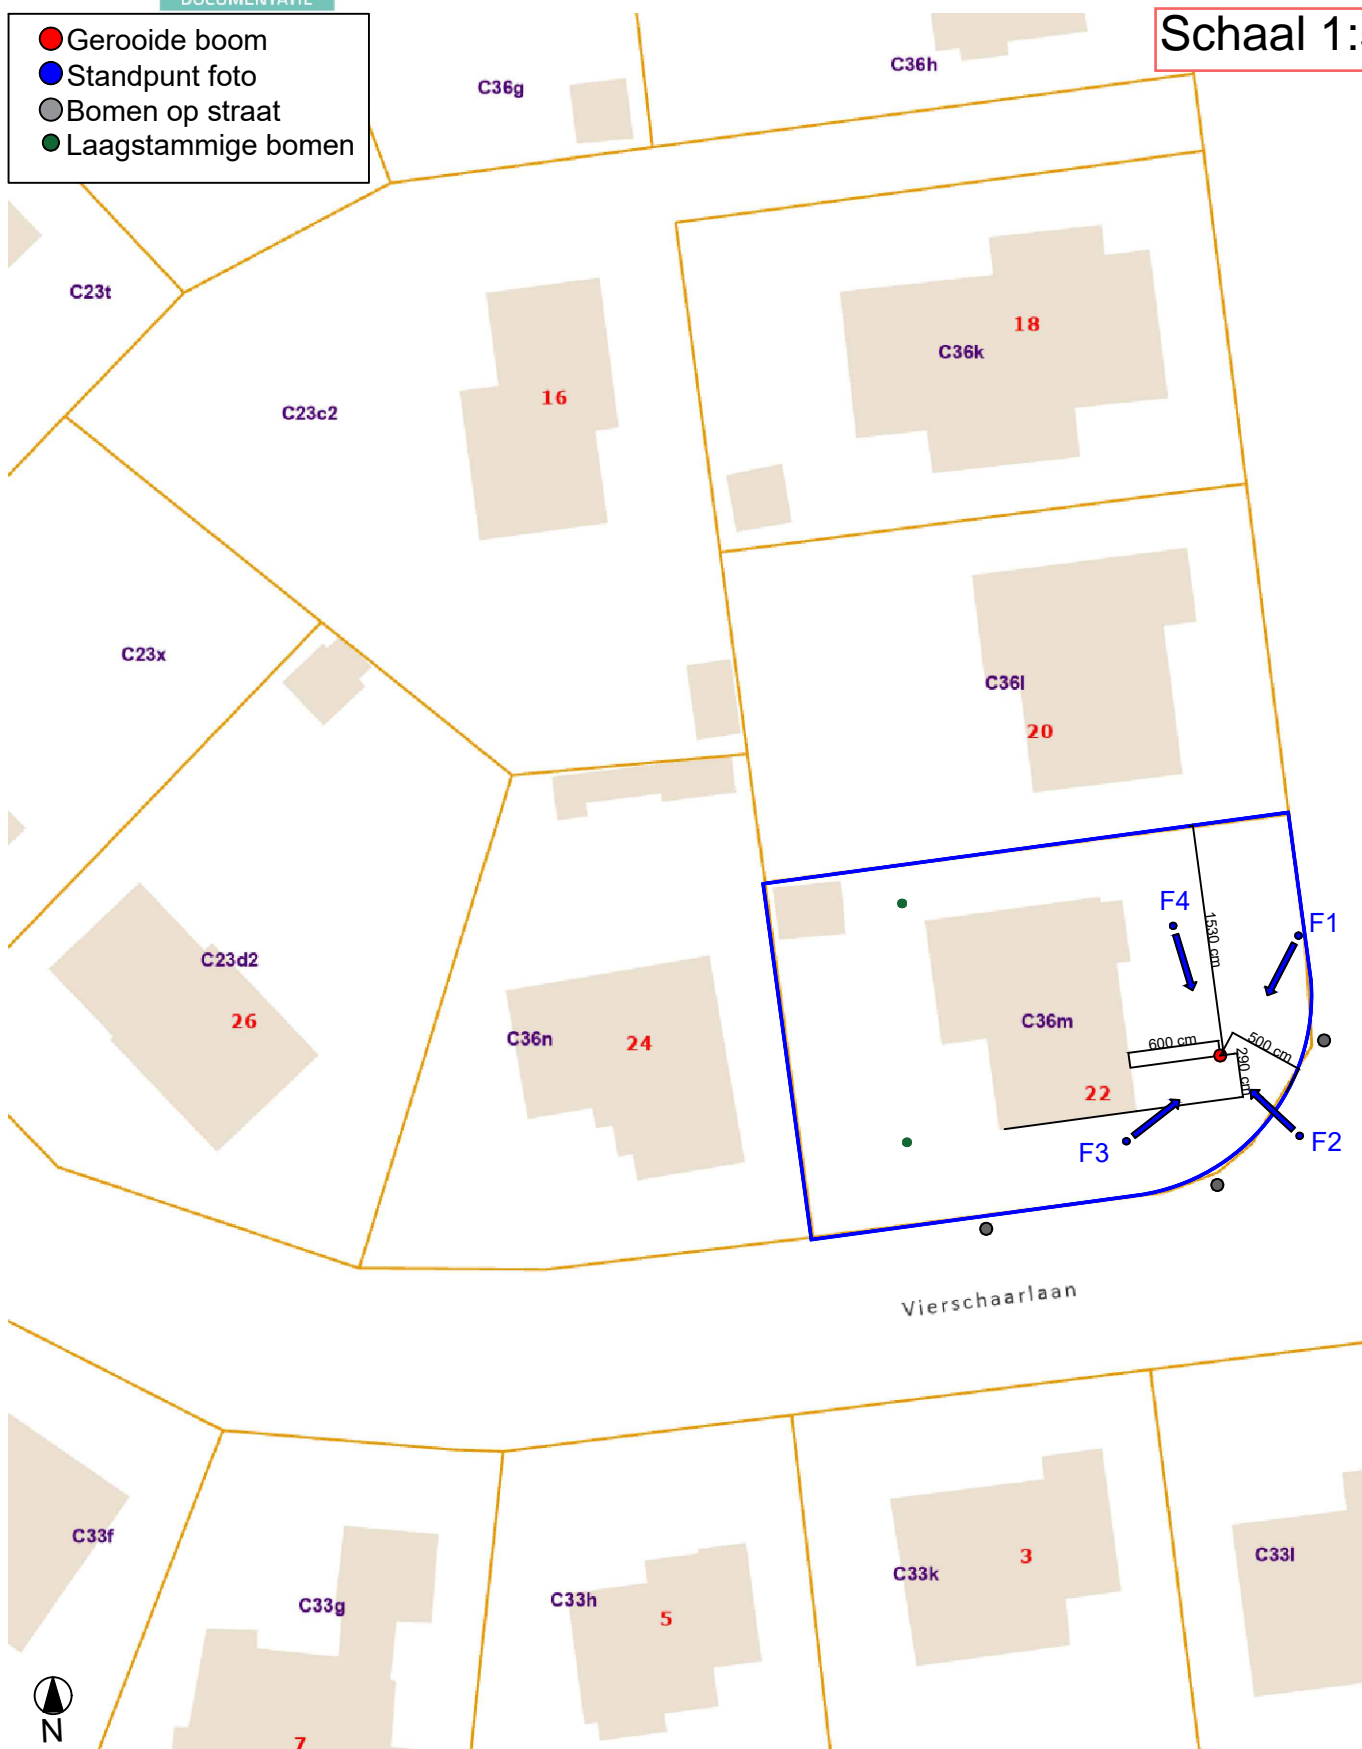 DOCUMENTATIE
Gerooide boom
Standpunt foto
Bomen op straat
Laagstammige bomen
Schaal 1:
C36g
C36h
C23t
18
C36k
16
C23c2
C23x
C36l
20
F4
1530 cm
F1
C23d2
26
C36n
24
C36m
600 cm
500 cm
290 cm
22
F3
F2
Vierschaarlaan
C33f
C33g
C33h
5
C33k
3
C33l
7
N